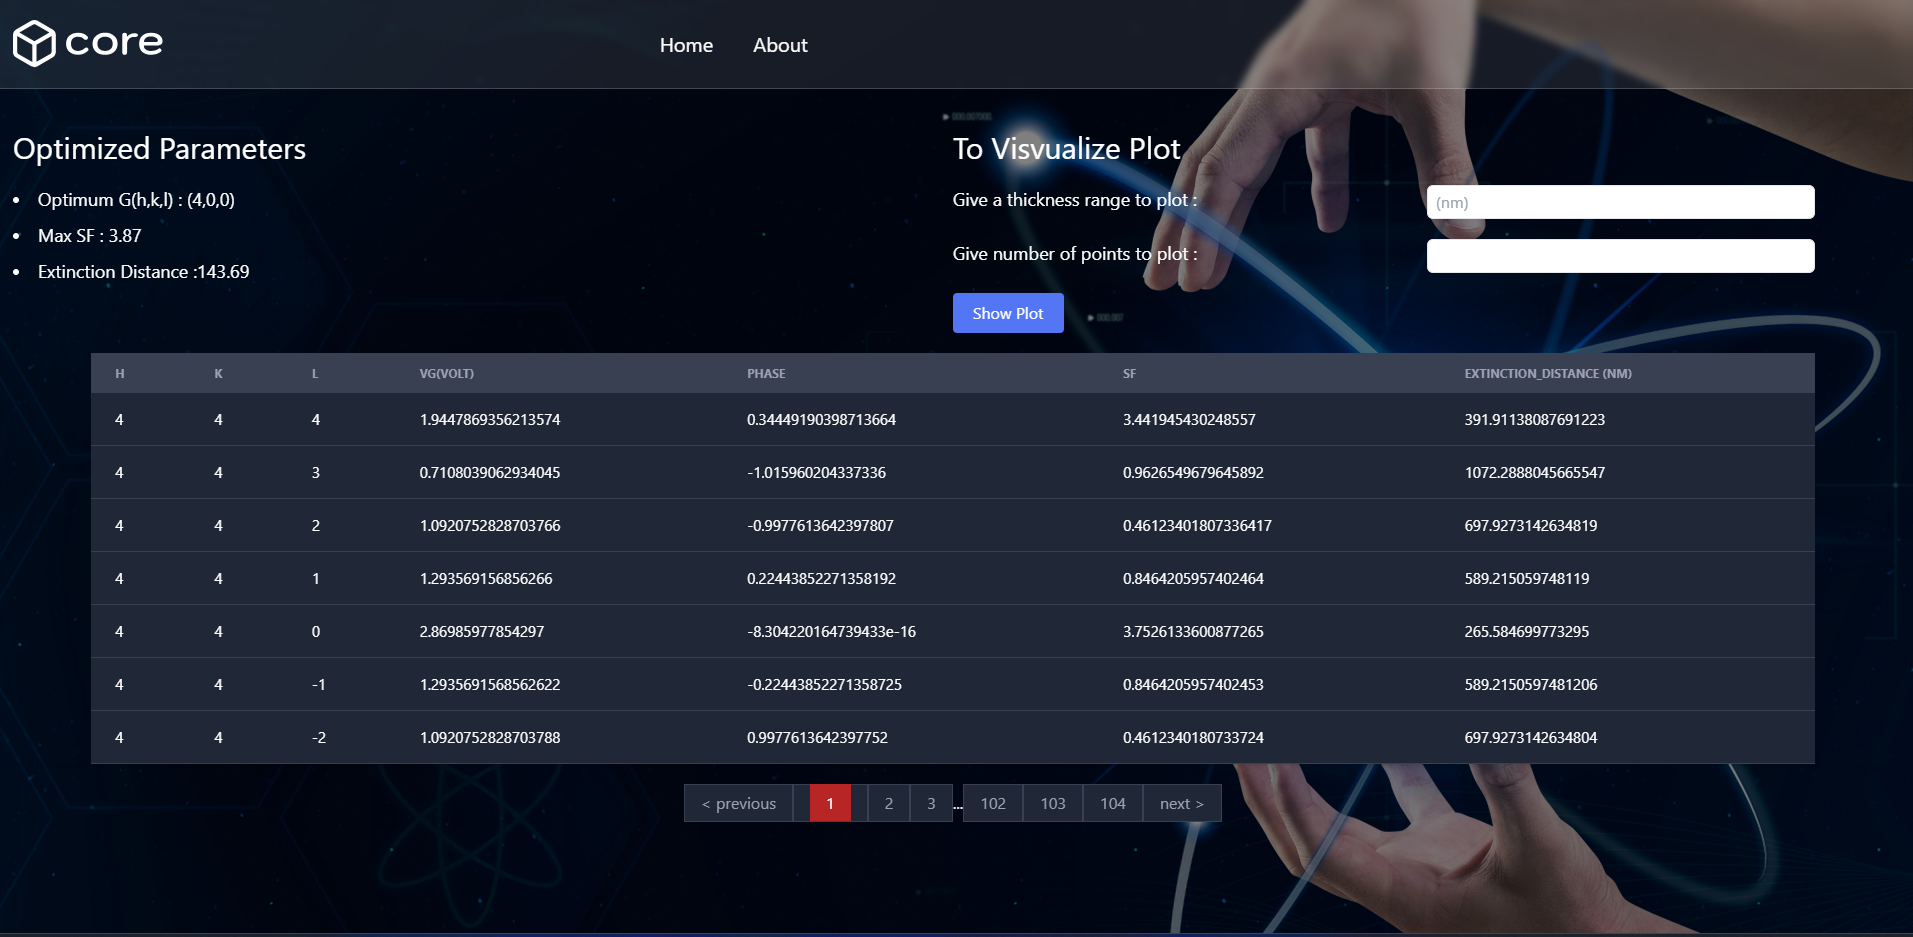 core
Home About
Optimized Parameters
• Optimum G(h,k,l) : (4,0,0)
• Max SF : 3.87
• Extinction Distance :143.69
To Visvualize Plot
Give a thickness range to plot : (nm)
Give number of points to plot :
Show Plot
H K L VG(VOLT) PHASE SF EXTINCTION_DISTANCE (NM)
4 4 4 1.9447869356213574 0.34449190398713664 3.441945430248557 391.91138087691223
4 4 3 0.7108039062934045 -1.015960204337336 0.9626549679645892 1072.2888045665547
4 4 2 1.0920752828703766 -0.9977613642397807 0.46123401807336417 697.9273142634819
4 4 1 1.293569156856266 0.22443852271358192 0.8464205957402464 589.215059748119
4 4 0 2.86985977854297 -8.304220164739433e-16 3.7526133600877265 265.584699773295
4 4 -1 1.2935691568562622 -0.22443852271358725 0.8464205957402453 589.2150597481206
4 4 -2 1.0920752828703788 0.9977613642397752 0.4612340180733724 697.9273142634804
< previous 1 2 3 ... 102 103 104 next >